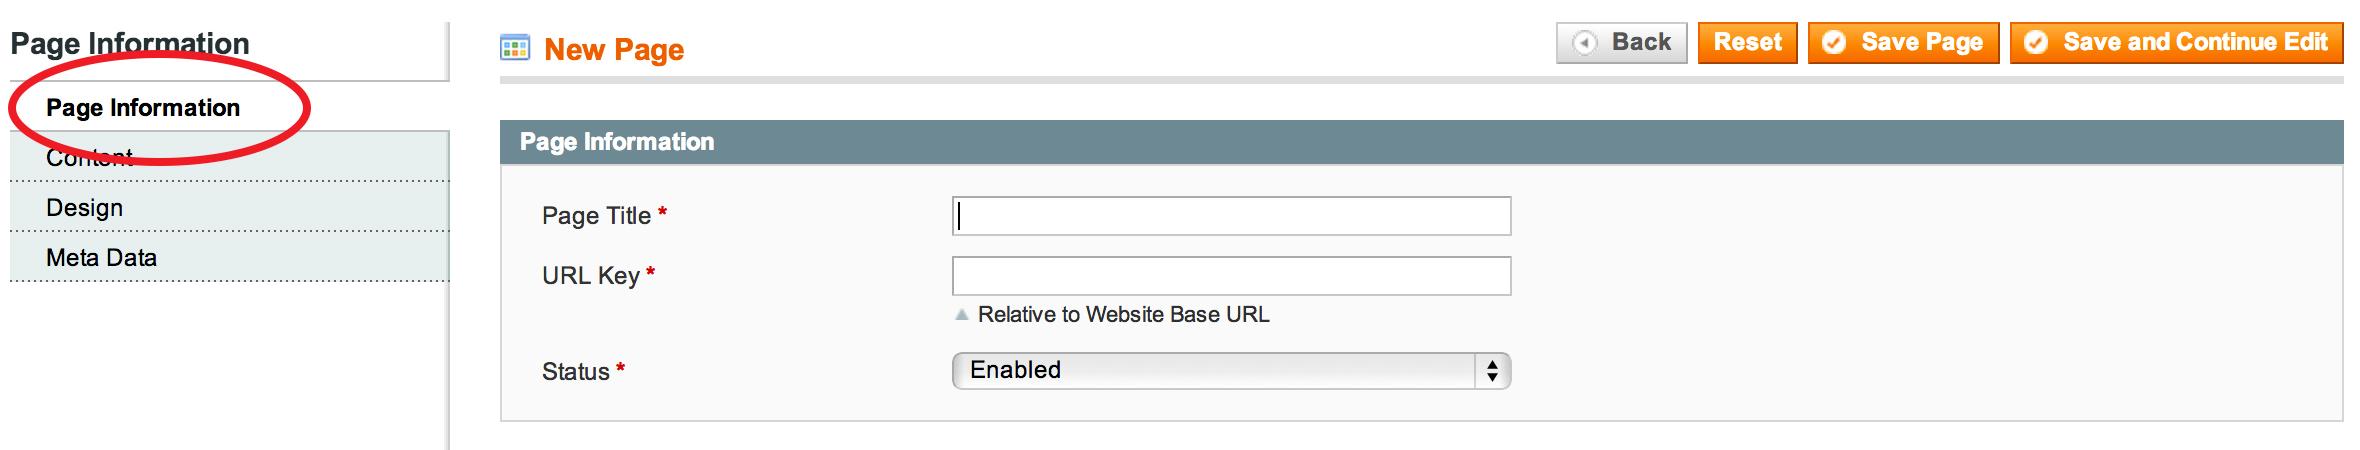 Page Information
Page Information
Content
Design
Meta Data
New Page
Back
Reset
Save Page
Save and Continue Edit
Page Information
Page Title *
URL Key *
Relative to Website Base URL
Status *
Enabled